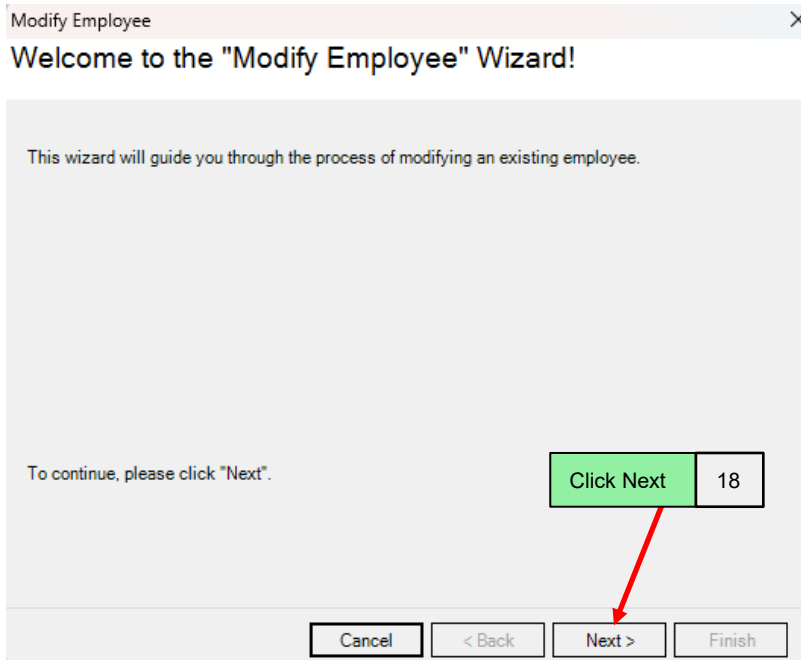 Modify Employee
Welcome to the "Modify Employee" Wizard!
This wizard will guide you through the process of modifying an existing employee.
To continue, please click "Next".
Click Next 18
Cancel < Back Next > Finish